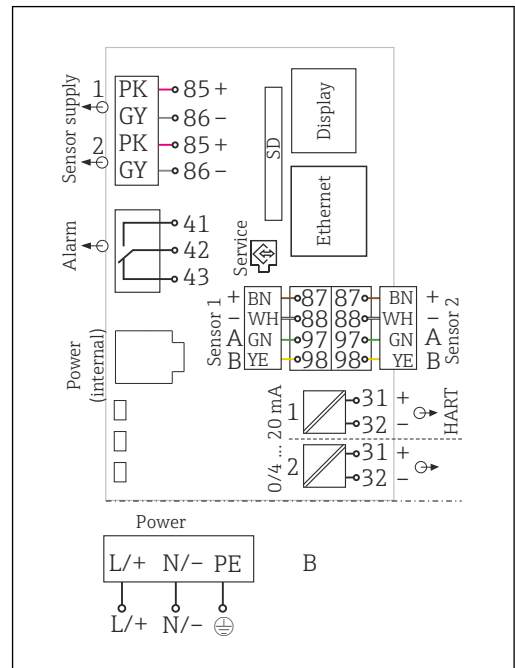 Sensor supply
1 PK 85 +
GY 86 –
2 PK 85 +
GY 86 –
Display
SD
Ethernet
Alarm
41
42
43
Service
Power
(internal)
Sensor 1
+ BN 87 87 BN +
– WH 88 88 WH –
A GN 97 97 GN A
B YE 98 98 YE B
Sensor 2
0/4 ... 20 mA
1 31 +
32 –
HART
2 31 +
32 –
Power
L/+ N/– PE
B
L/+ N/–